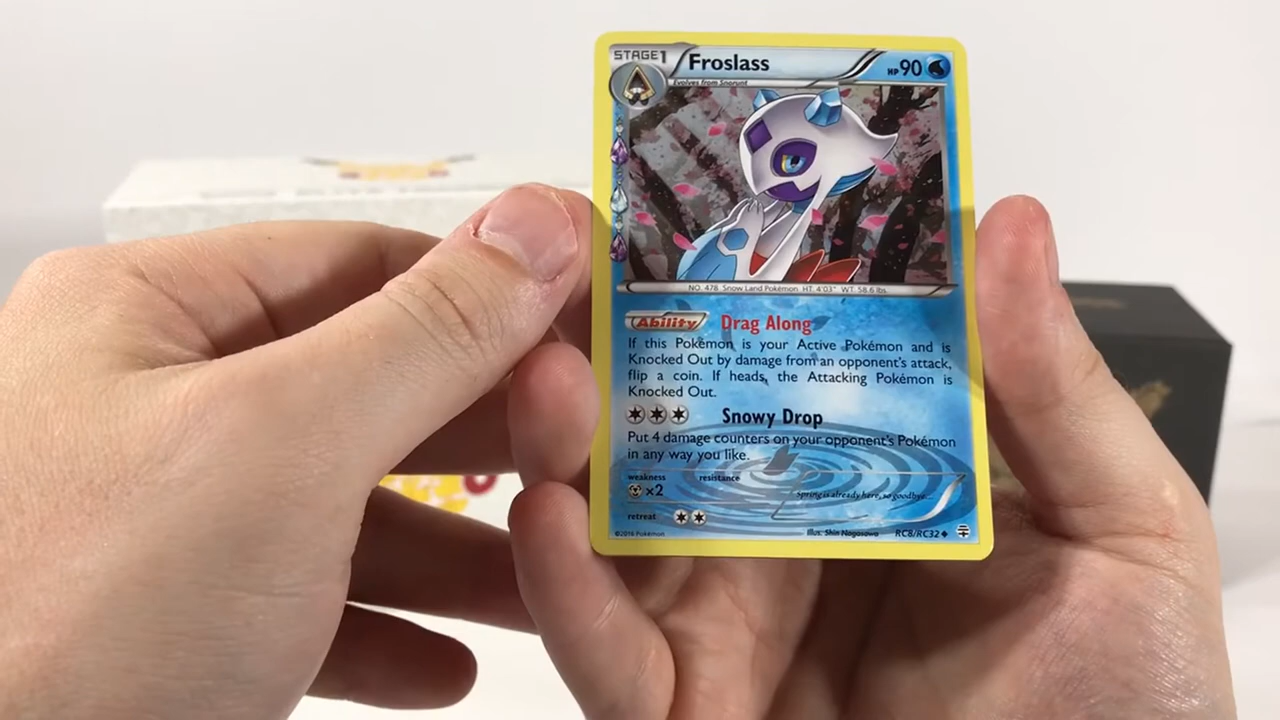 STAGE1 Froslass HP 90
Evolves from Snorunt
NO. 478 Snow Land Pokémon HT. 4'03" WT. 58.6 lbs.
Ability Drag Along
If this Pokémon is your Active Pokémon and is
Knocked Out by damage from an opponent's attack,
flip a coin. If heads, the Attacking Pokémon is
Knocked Out.
Snowy Drop
Put 4 damage counters on your opponent's Pokémon
in any way you like.
weakness resistance
×2
Spring is already here, so goodbye...
retreat
©2016 Pokémon Illus. Shin Nagasawa RC8/RC32